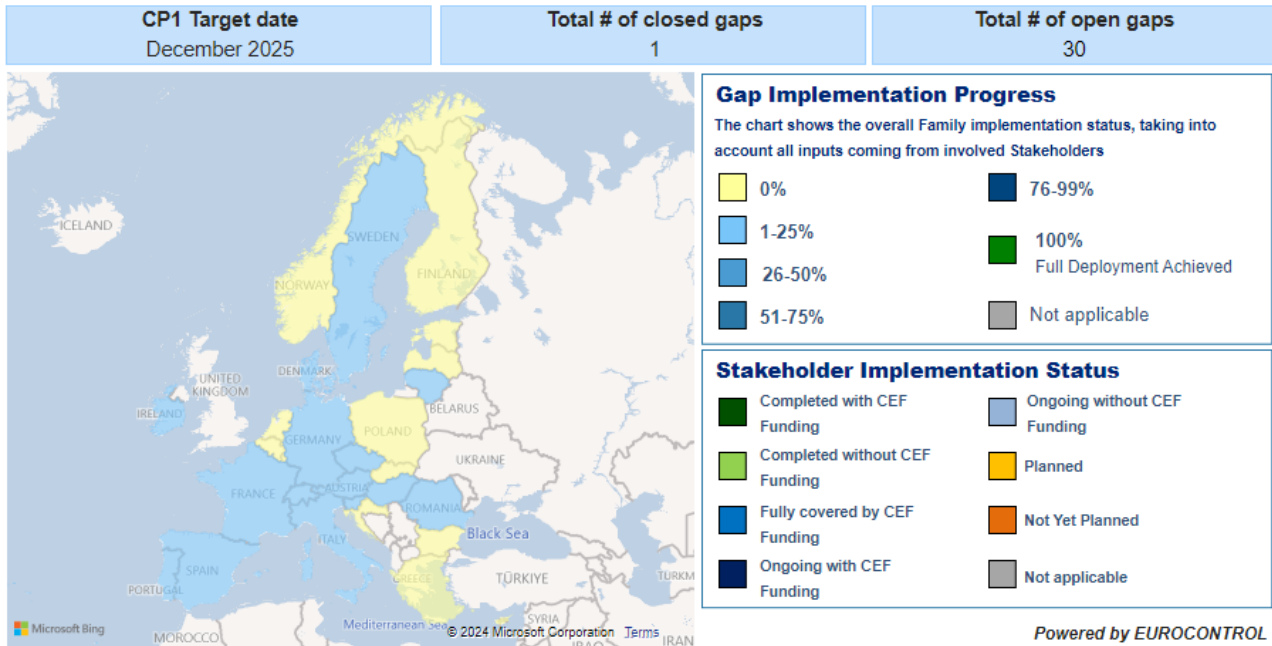 CP1 Target date
December 2025
Total # of closed gaps
1
Total # of open gaps
30
ICELAND
SWEDEN
FINLAND
NORWAY
UNITED
KINGDOM
DENMARK
IRELAND
BELARUS
POLAND
GERMANY
UKRAINE
FRANCE
AUSTRIA
ROMANIA
ITALY
Black Sea
PORTUGAL
SPAIN
GREECE
TÜRKIYE
TURKM
Mediterranean Sea
SYRIA
MOROCCO
IRAQ
IRAN
Microsoft Bing
© 2024 Microsoft Corporation Terms
Gap Implementation Progress
The chart shows the overall Family implementation status, taking into
account all inputs coming from involved Stakeholders
0%
1-25%
26-50%
51-75%
76-99%
100%
Full Deployment Achieved
Not applicable
Stakeholder Implementation Status
Completed with CEF
Funding
Completed without CEF
Funding
Fully covered by CEF
Funding
Ongoing with CEF
Funding
Ongoing without CEF
Funding
Planned
Not Yet Planned
Not applicable
Powered by EUROCONTROL